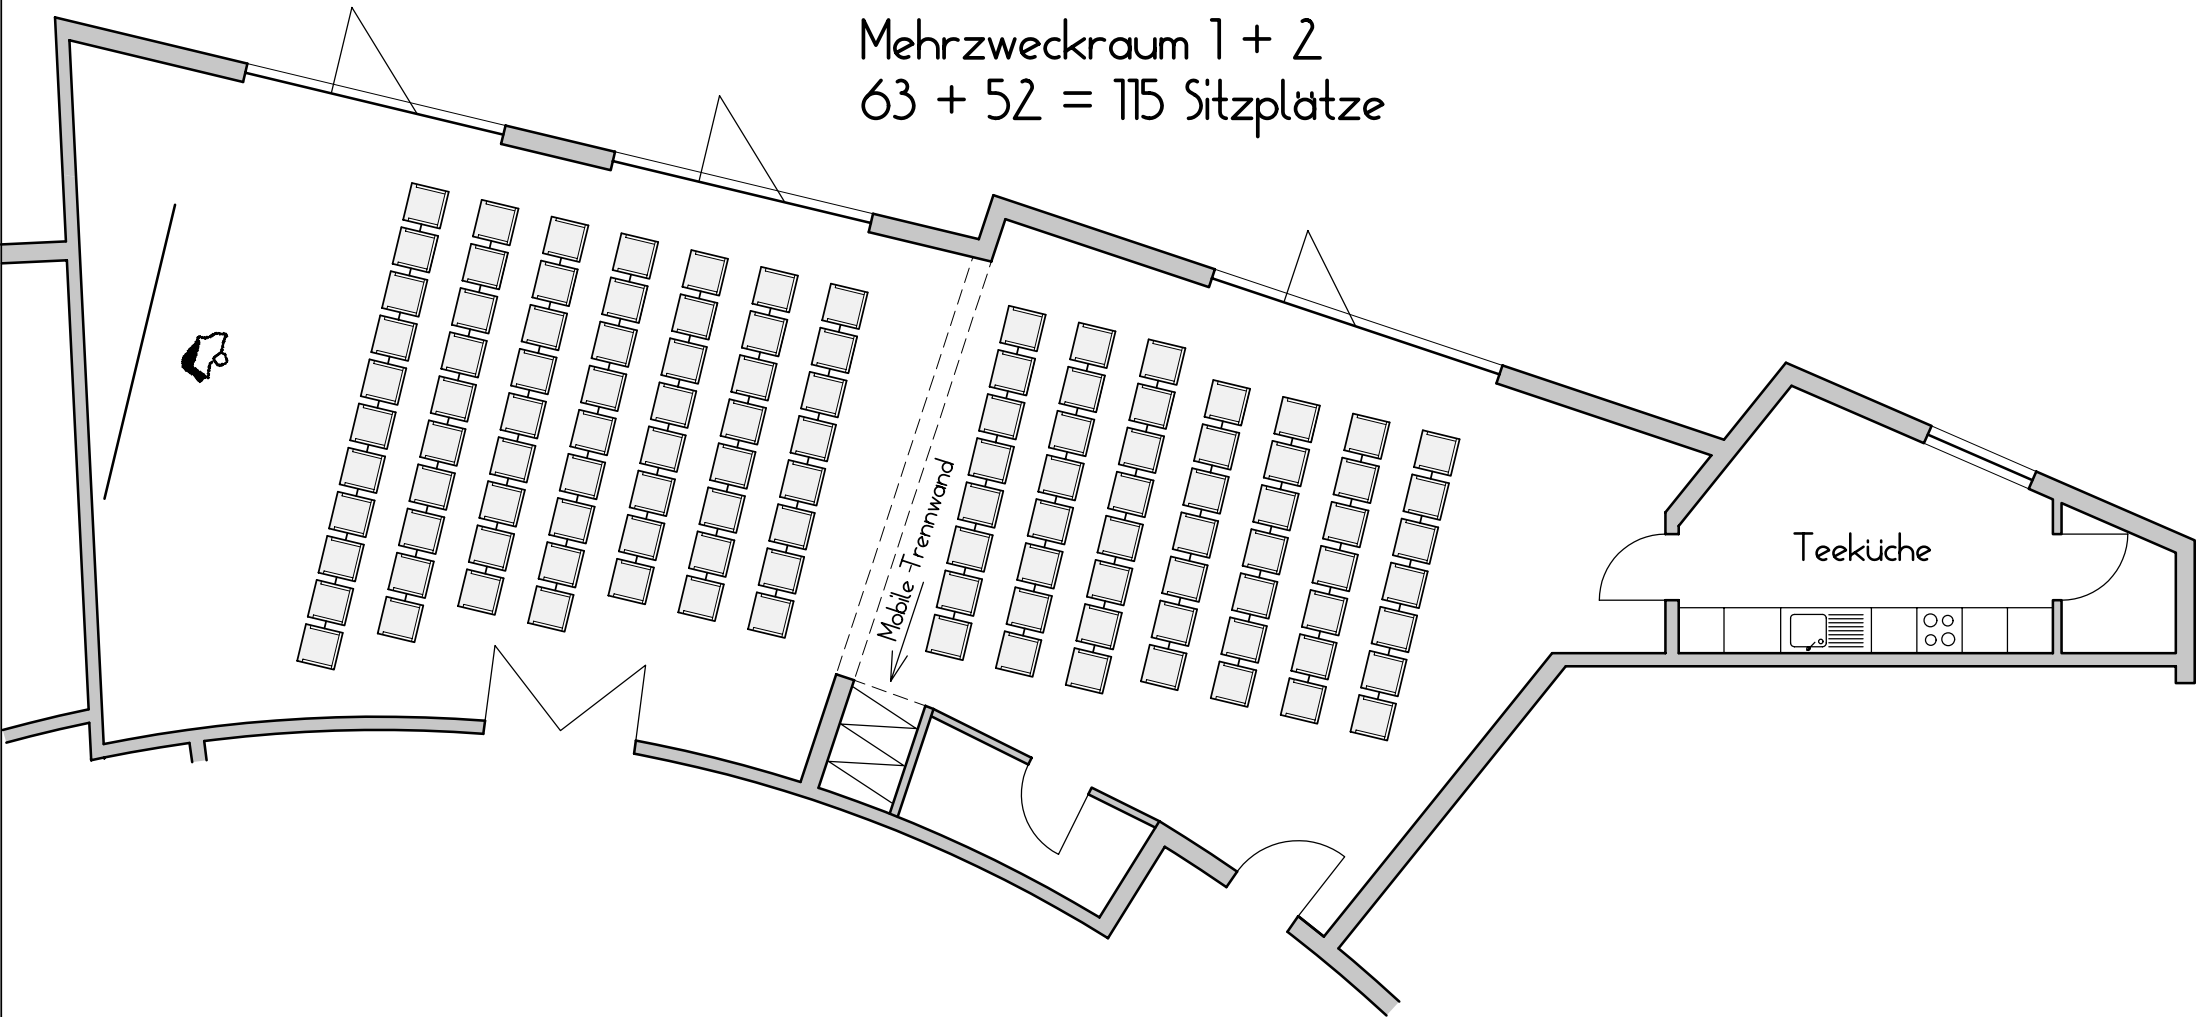 Mehrzweckraum 1 + 2
63 + 52 = 115 Sitzplätze
Mobile Trennwand
Teeküche